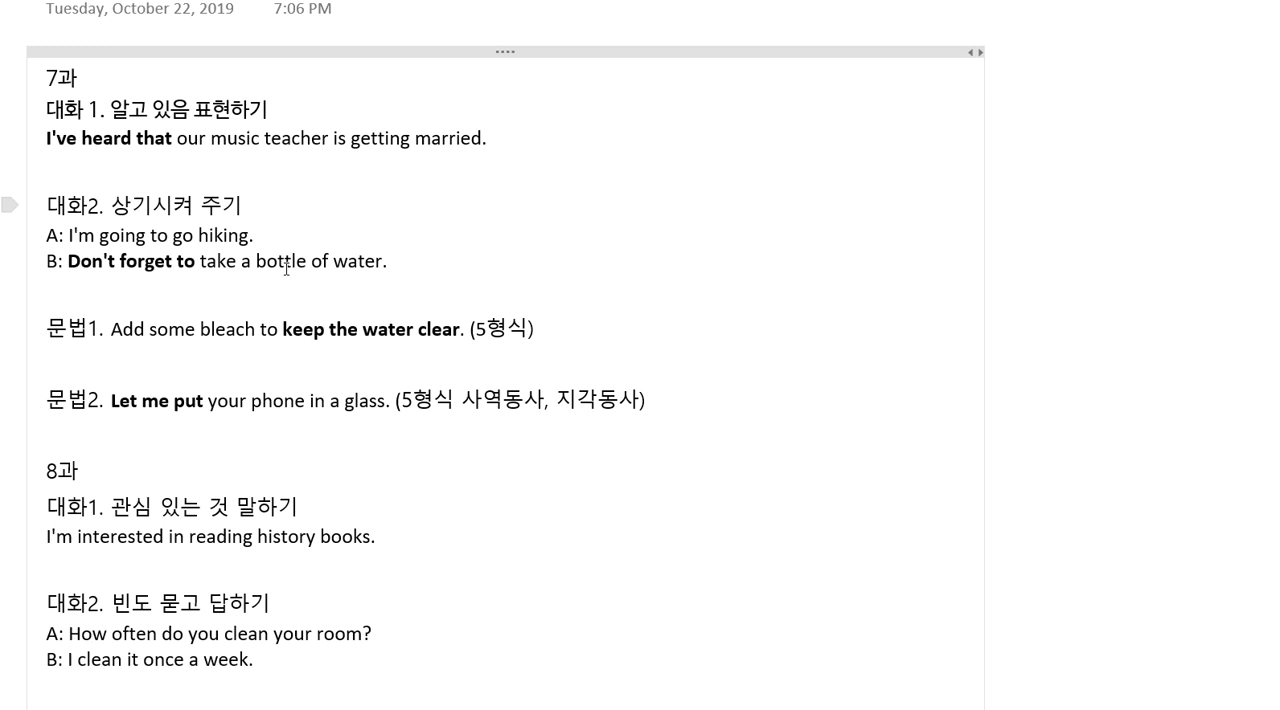 Tuesday, October 22, 2019 7:06 PM
7과
대화 1. 알고 있음 표현하기
I've heard that our music teacher is getting married.
대화2. 상기시켜 주기
A: I'm going to go hiking.
B: Don't forget to take a bottle of water.
문법1. Add some bleach to keep the water clear. (5형식)
문법2. Let me put your phone in a glass. (5형식 사역동사, 지각동사)
8과
대화1. 관심 있는 것 말하기
I'm interested in reading history books.
대화2. 빈도 묻고 답하기
A: How often do you clean your room?
B: I clean it once a week.